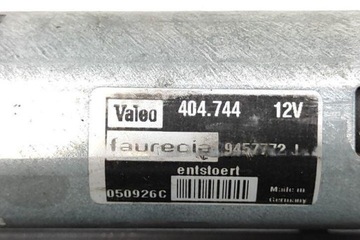 Valeo 404.744 12V
faurecia 9457772 J
entstoert
050926C Made in
Germany